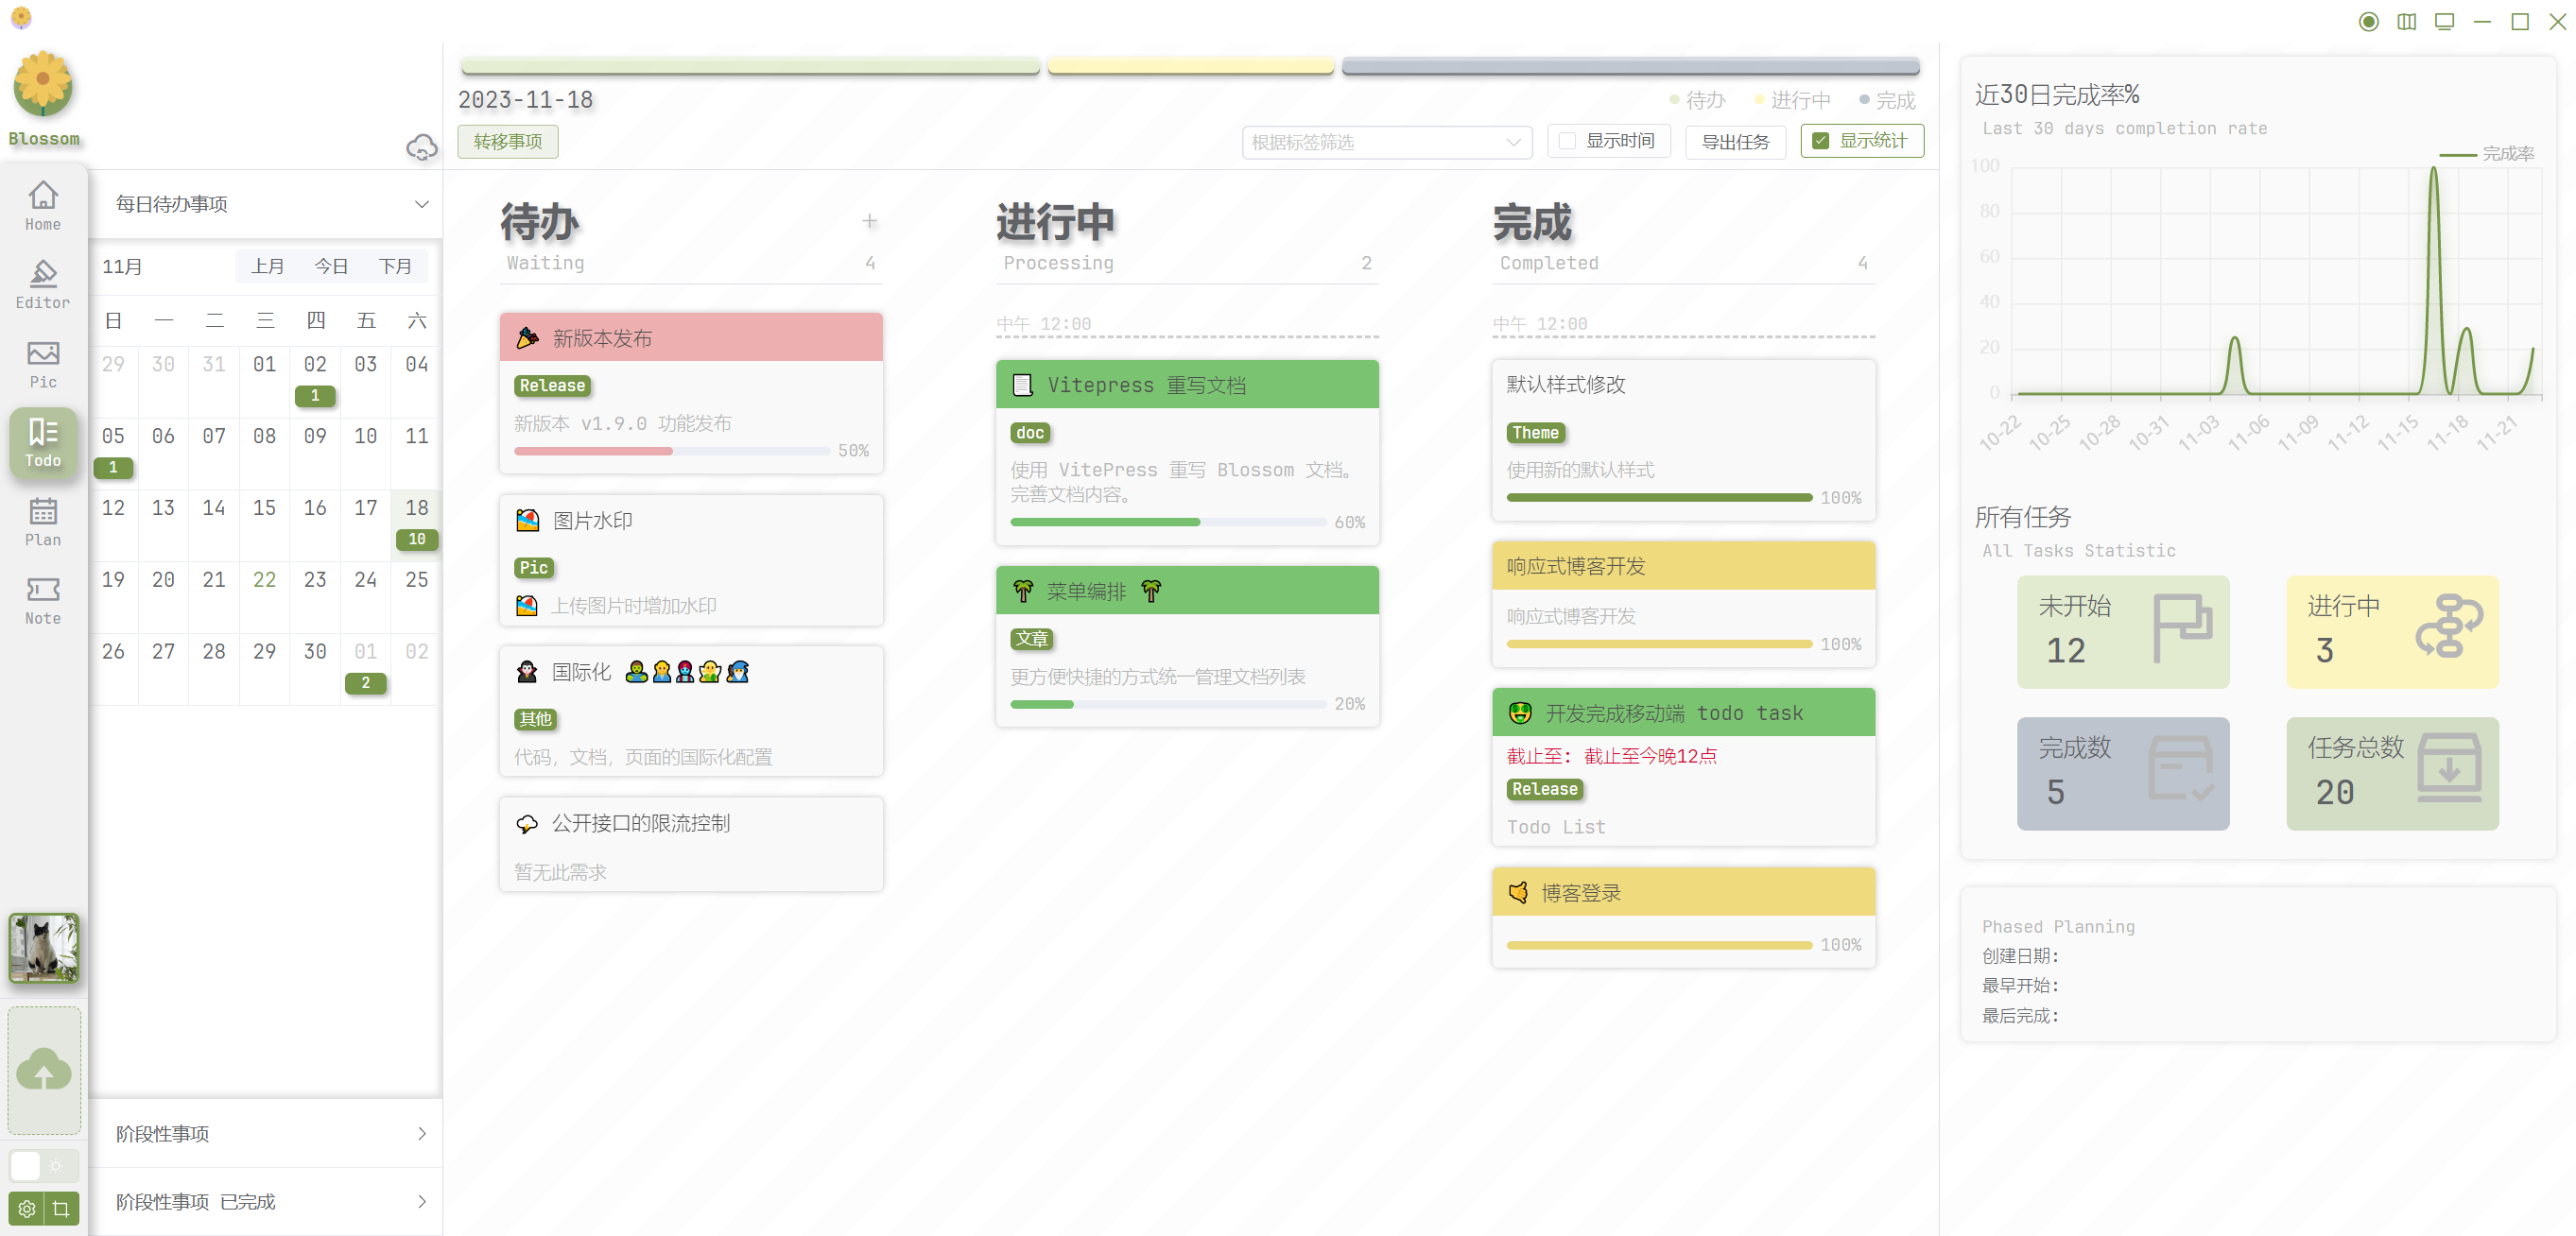 Blossom
Home
Editor
Pic
Todo
Plan
Note
每日待办事项
11月
上月 今日 下月
日 一 二 三 四 五 六
29 30 31 01 02 03 04
1
05 06 07 08 09 10 11
1
12 13 14 15 16 17 18
10
19 20 21 22 23 24 25
26 27 28 29 30 01 02
2
阶段性事项
阶段性事项 已完成
2023-11-18
待办 进行中 完成
转移事项
根据标签筛选
显示时间
导出任务
显示统计
待办
Waiting 4
新版本发布
Release
新版本 v1.9.0 功能发布
50%
图片水印
Pic
上传图片时增加水印
国际化
其他
代码, 文档, 页面的国际化配置
公开接口的限流控制
暂无此需求
进行中
Processing 2
中午 12:00
Vitepress 重写文档
doc
使用 VitePress 重写 Blossom 文档。
完善文档内容。
60%
菜单编排
文章
更方便快捷的方式统一管理文档列表
20%
完成
Completed 4
中午 12:00
默认样式修改
Theme
使用新的默认样式
100%
响应式博客开发
响应式博客开发
100%
开发完成移动端 todo task
截止至: 截止至今晚12点
Release
Todo List
博客登录
100%
近30日完成率%
Last 30 days completion rate
完成率
100
80
60
40
20
0
10-22 10-25 10-28 10-31 11-03 11-06 11-09 11-12 11-15 11-18 11-21
所有任务
All Tasks Statistic
未开始
12
进行中
3
完成数
5
任务总数
20
Phased Planning
创建日期:
最早开始:
最后完成: